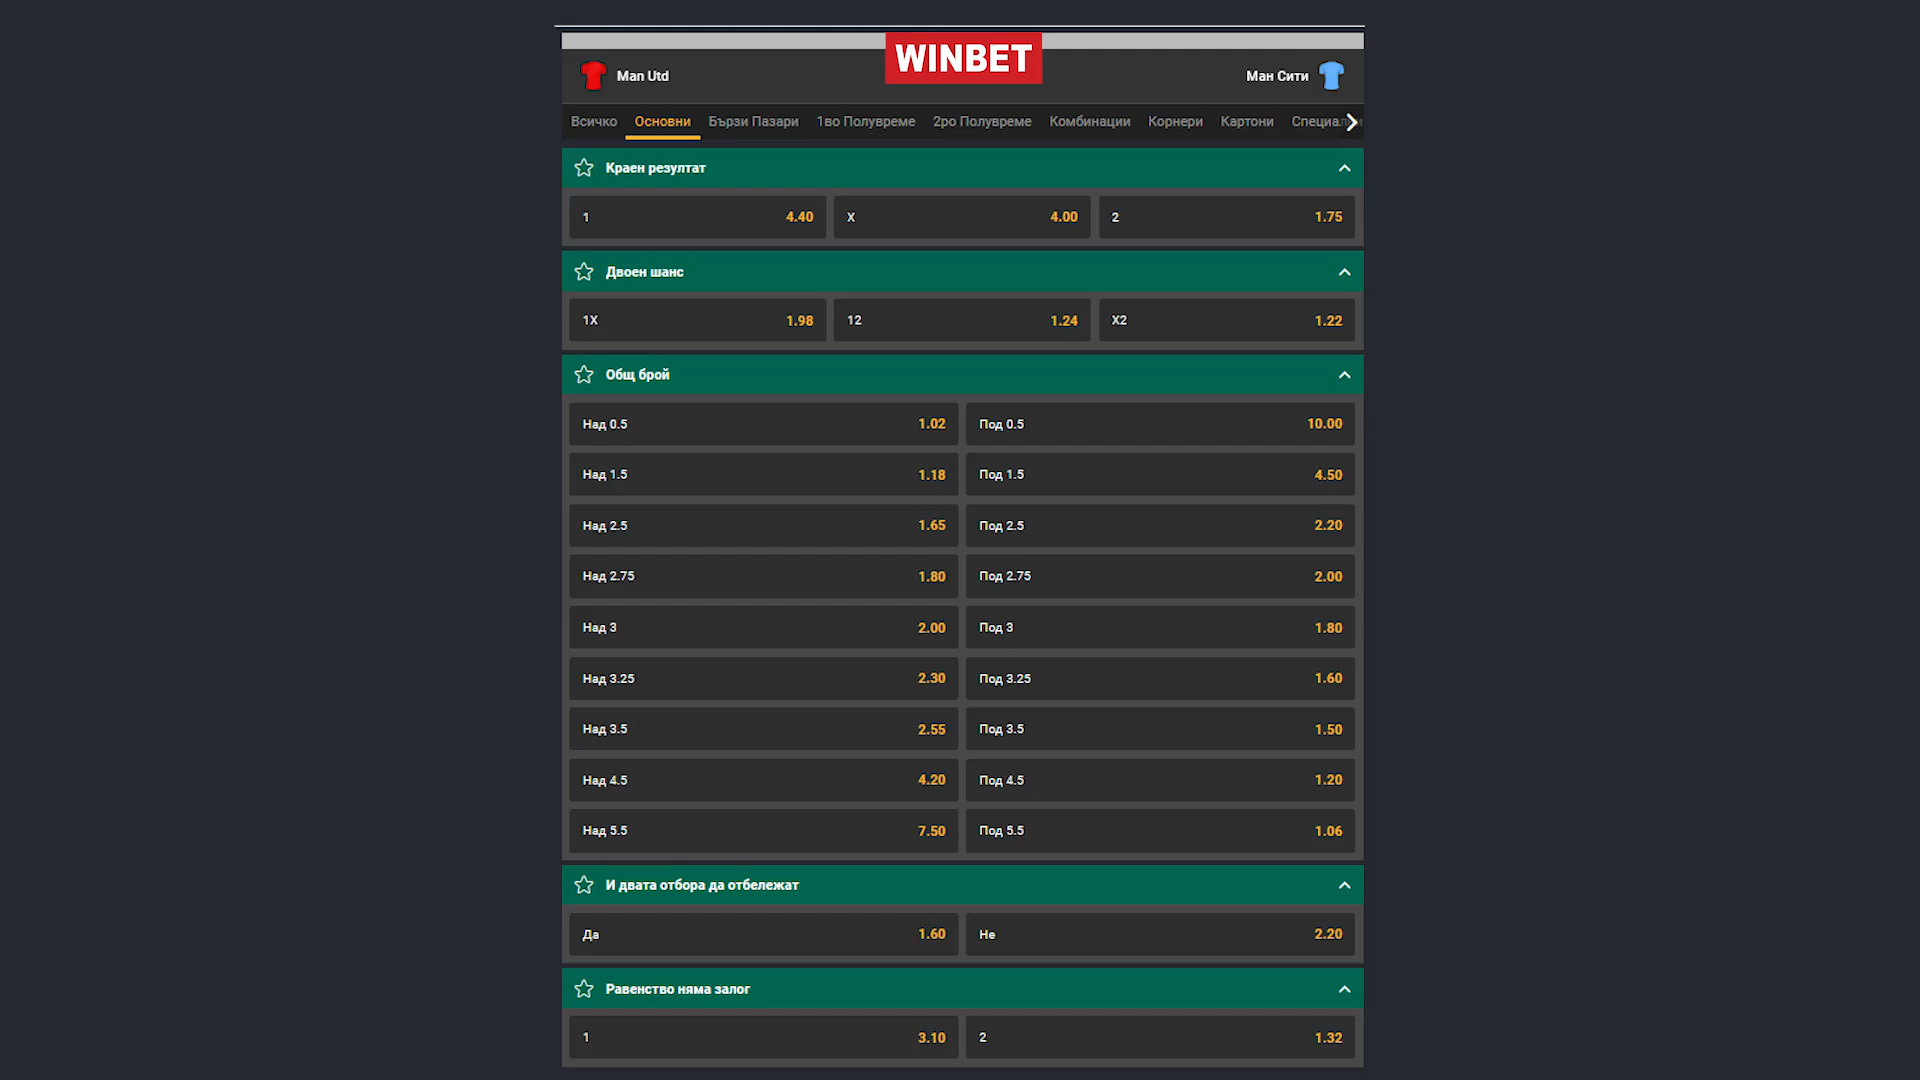 WINBET
Man Utd Ман Сити
Всичко Основни Бързи Пазари 1во Полувреме 2ро Полувреме Комбинации Корнери Картони
Краен резултат
1 4.40 X 4.00 2 1.75
Двоен шанс
1X 1.98 12 1.24 X2 1.22
Общ брой
Над 0.5 1.02 Под 0.5 10.00
Над 1.5 1.18 Под 1.5 4.50
Над 2.5 1.65 Под 2.5 2.20
Над 2.75 1.80 Под 2.75 2.00
Над 3 2.00 Под 3 1.80
Над 3.25 2.30 Под 3.25 1.60
Над 3.5 2.55 Под 3.5 1.50
Над 4.5 4.20 Под 4.5 1.20
Над 5.5 7.50 Под 5.5 1.06
И двата отбора да отбележат
Да 1.60 Не 2.20
Равенство няма залог
1 3.10 2 1.32